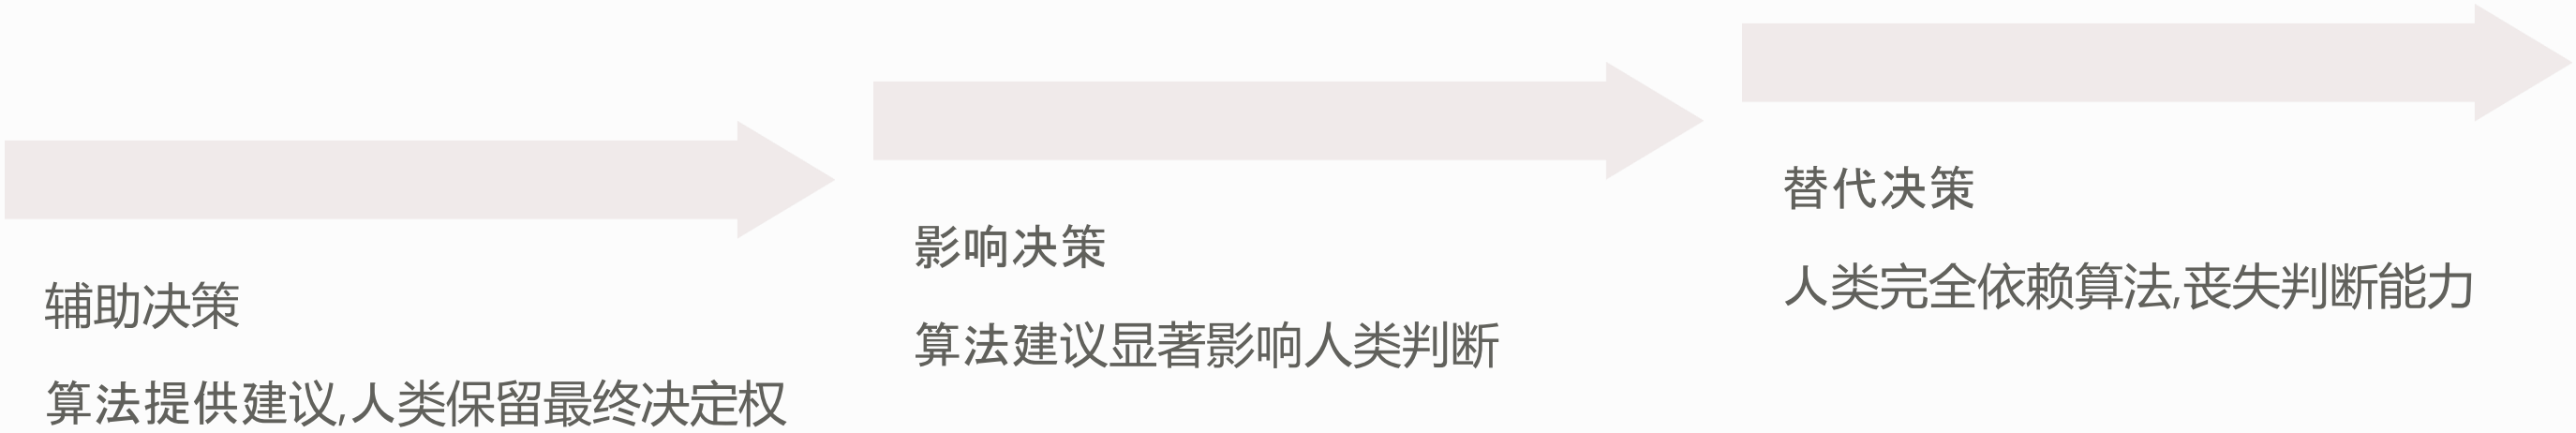 辅助决策
算法提供建议,人类保留最终决定权
影响决策
算法建议显著影响人类判断
替代决策
人类完全依赖算法,丧失判断能力